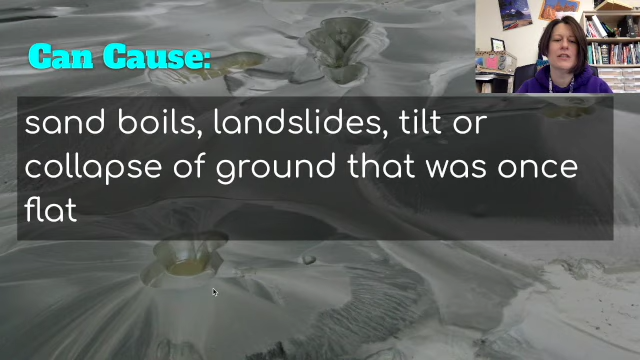 Can Cause:
sand boils, landslides, tilt or
collapse of ground that was once
flat